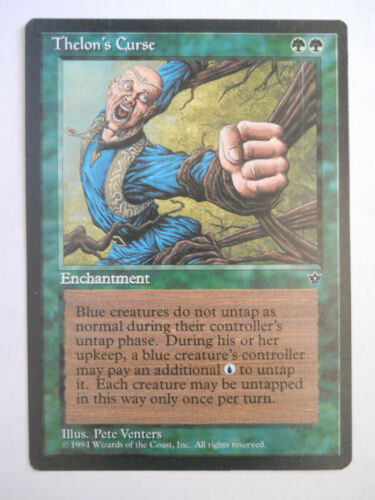 Thelon's Curse
Enchantment
Blue creatures do not untap as
normal during their controller's
untap phase. During his or her
upkeep, a blue creature's controller
may pay an additional to untap
it. Each creature may be untapped
in this way only once per turn.
Illus. Pete Venters
© 1994 Wizards of the Coast, Inc. All rights reserved.